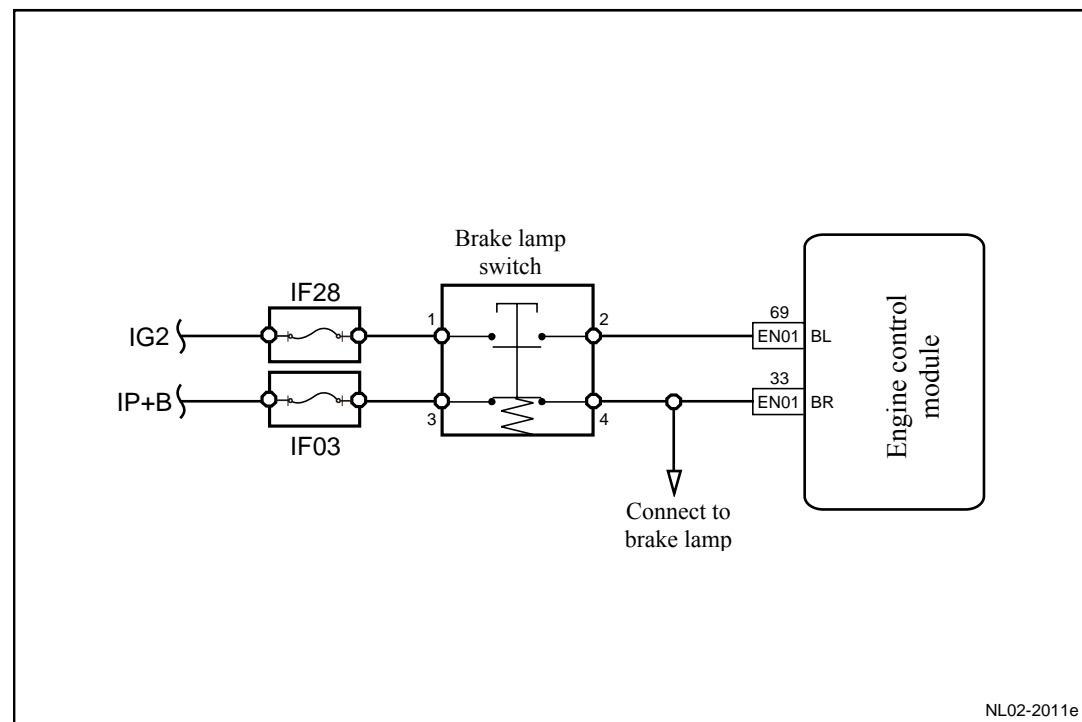 Brake lamp
switch
IF28
IG2
1
2
69
EN01
BL
IP+B
IF03
3
4
33
EN01
BR
Engine control
module
Connect to
brake lamp
NL02-2011e